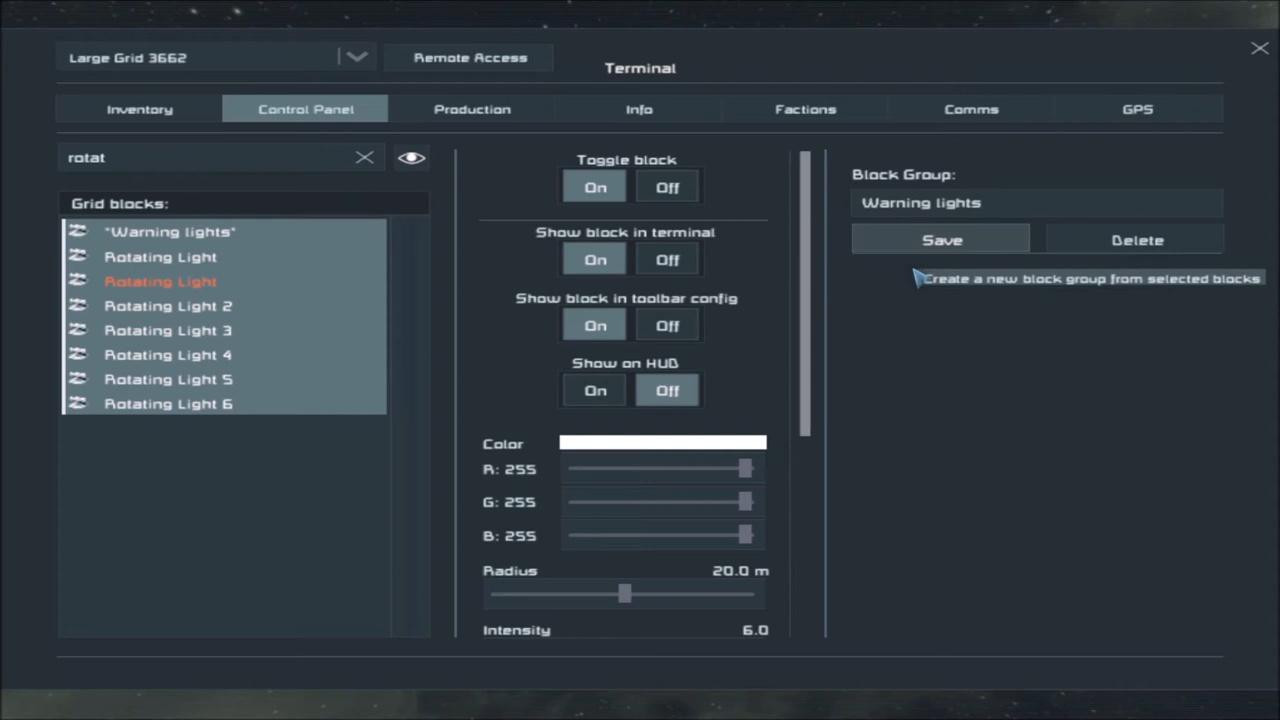 Large Grid 3662
Remote Access
Terminal
Inventory
Control Panel
Production
Info
Factions
Comms
GPS
rotat
Grid blocks:
*Warning lights*
Rotating Light
Rotating Light
Rotating Light 2
Rotating Light 3
Rotating Light 4
Rotating Light 5
Rotating Light 6
Toggle block
On Off
Show block in terminal
On Off
Show block in toolbar config
On Off
Show on HUD
On Off
Color
R: 255
G: 255
B: 255
Radius 20.0 m
Intensity 6.0
Block Group:
Warning lights
Save Delete
Create a new block group from selected blocks